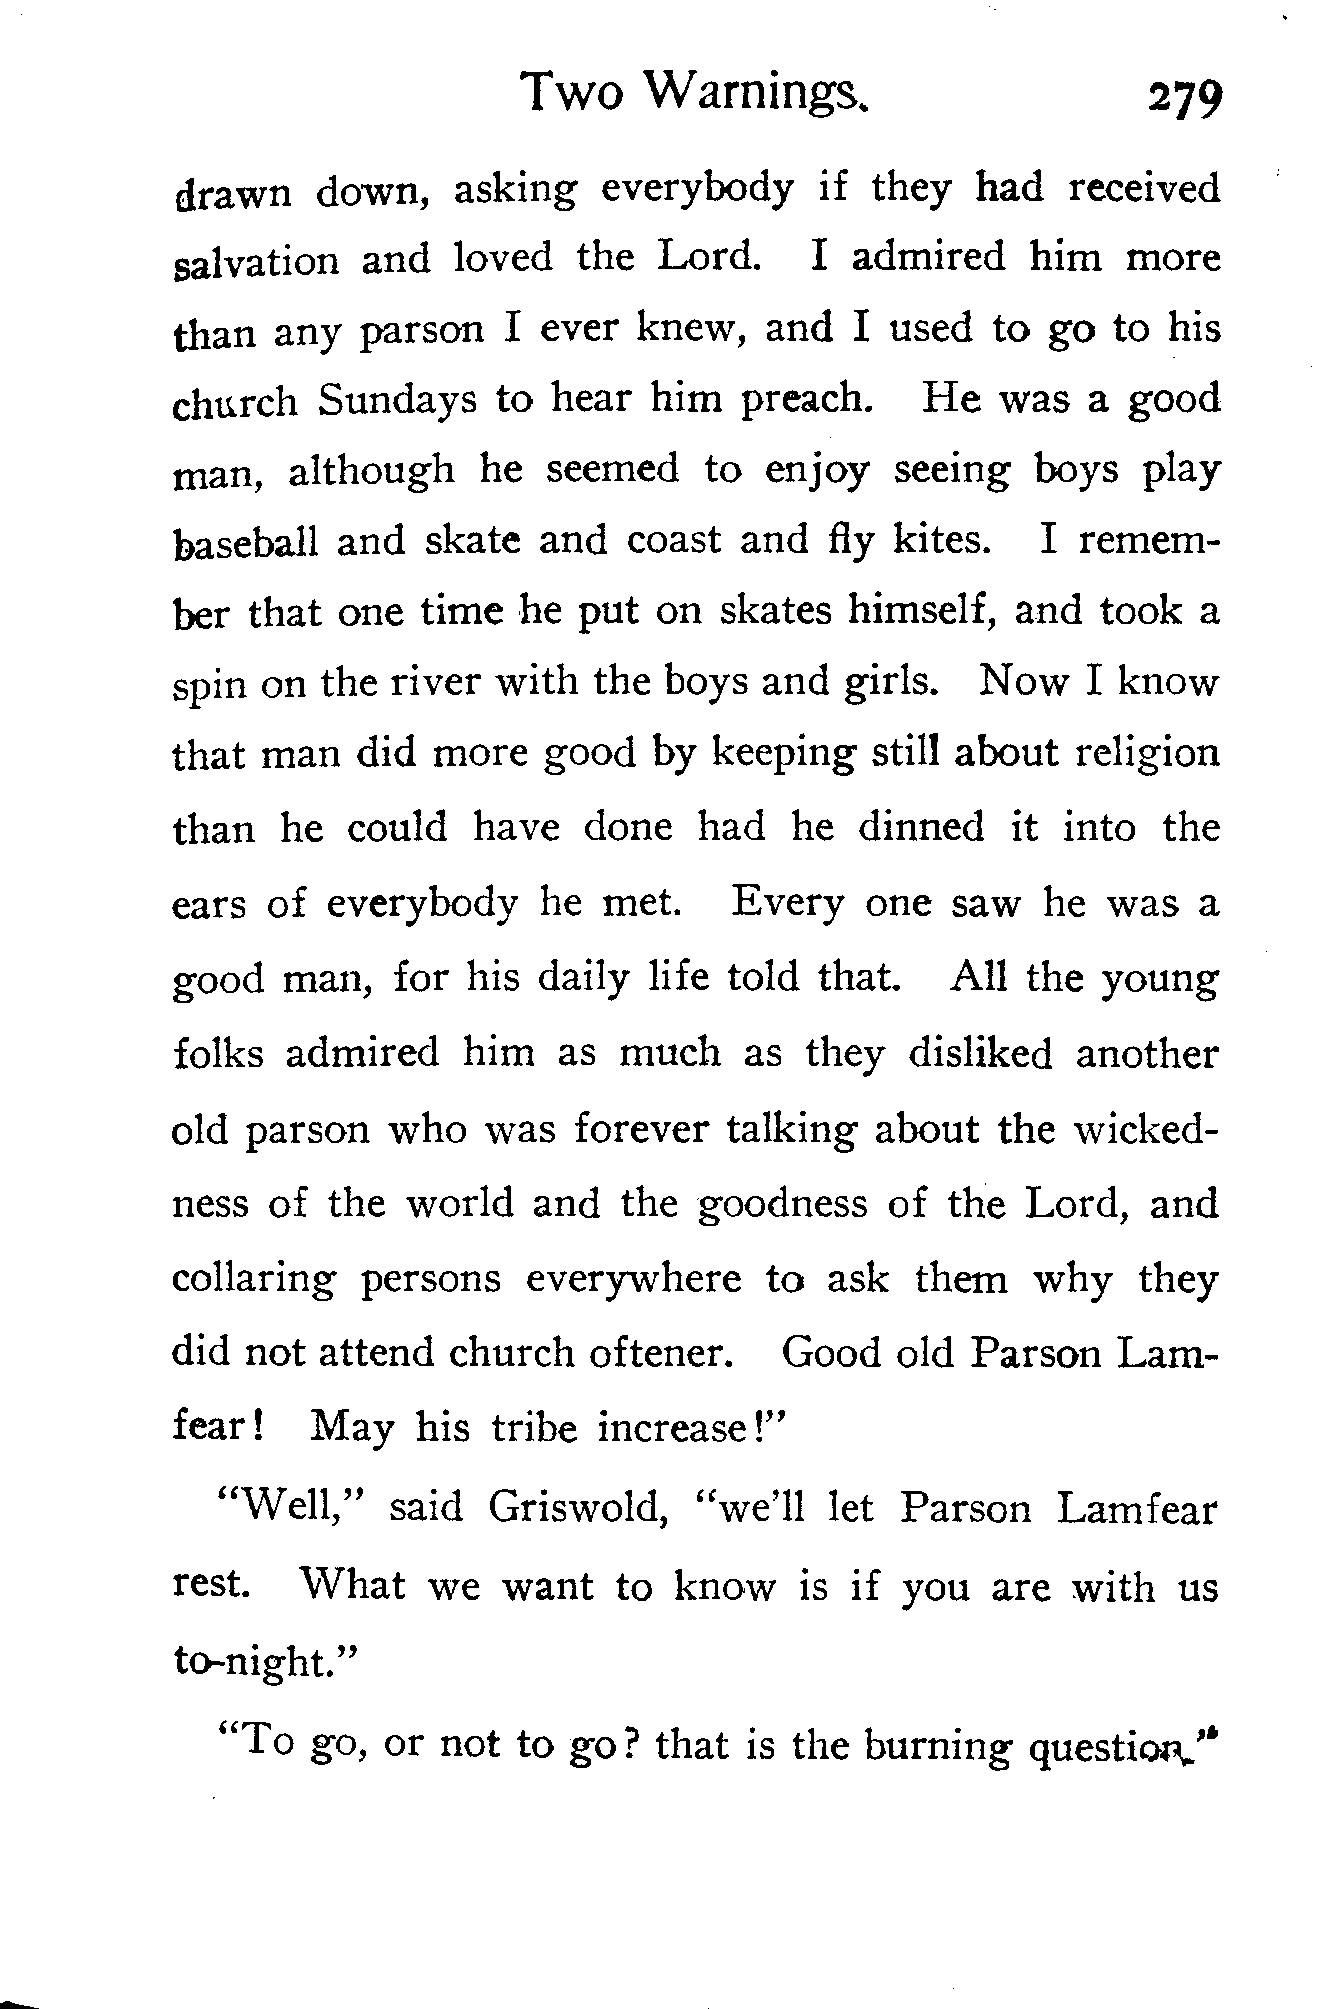 Two Warnings. 279
drawn down, asking everybody if they had received
salvation and loved the Lord. I admired him more
than any parson I ever knew, and I used to go to his
church Sundays to hear him preach. He was a good
man, although he seemed to enjoy seeing boys play
baseball and skate and coast and fly kites. I remem-
ber that one time he put on skates himself, and took a
spin on the river with the boys and girls. Now I know
that man did more good by keeping still about religion
than he could have done had he dinned it into the
ears of everybody he met. Every one saw he was a
good man, for his daily life told that. All the young
folks admired him as much as they disliked another
old parson who was forever talking about the wicked-
ness of the world and the goodness of the Lord, and
collaring persons everywhere to ask them why they
did not attend church oftener. Good old Parson Lam-
fear! May his tribe increase!"
"Well," said Griswold, "we'll let Parson Lamfear
rest. What we want to know is if you are with us
to-night."
"To go, or not to go? that is the burning question."